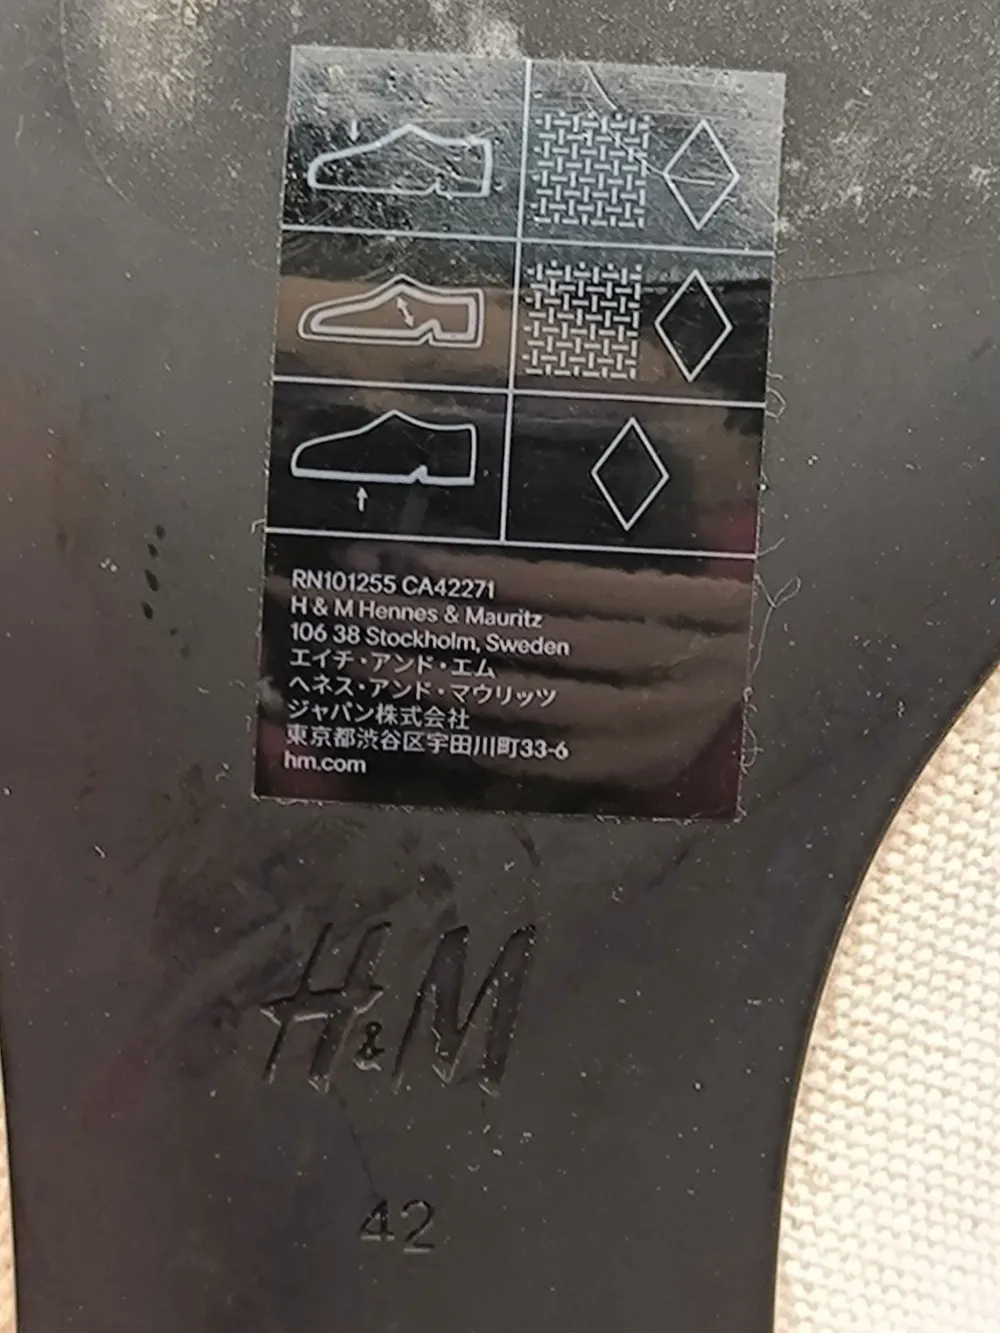 RN101255 CA42271
H & M Hennes & Mauritz
106 38 Stockholm, Sweden
エイチ・アンド・エム
ヘネス・アンド・マウリッツ
ジャパン株式会社
東京都渋谷区宇田川町33-6
hm.com
H&M
42